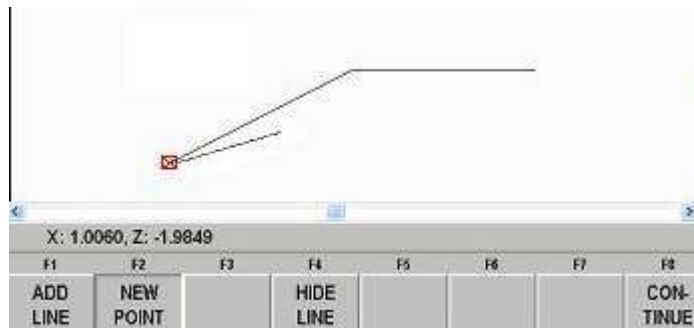 X: 1.0060, Z: -1.9849
F1 F2 F3 F4 F5 F6 F7 F8
ADD NEW HIDE CON-
LINE POINT LINE TINUE